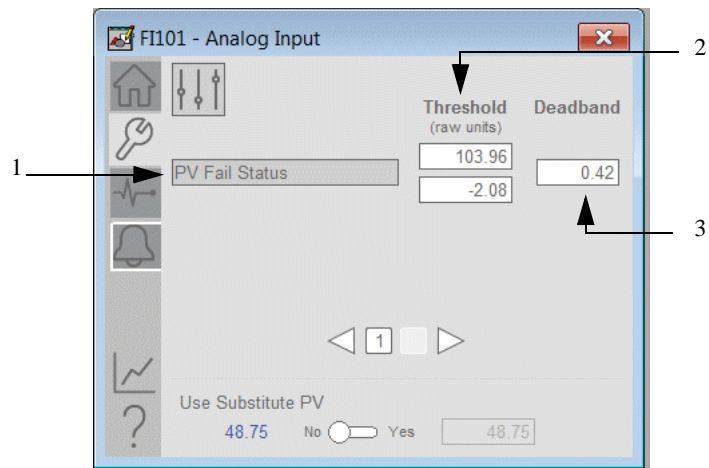 FI101 - Analog Input
2
Threshold Deadband
(raw units)
103.96
1
PV Fail Status
0.42
-2.08
3
1
Use Substitute PV
48.75 No Yes 48.75
?